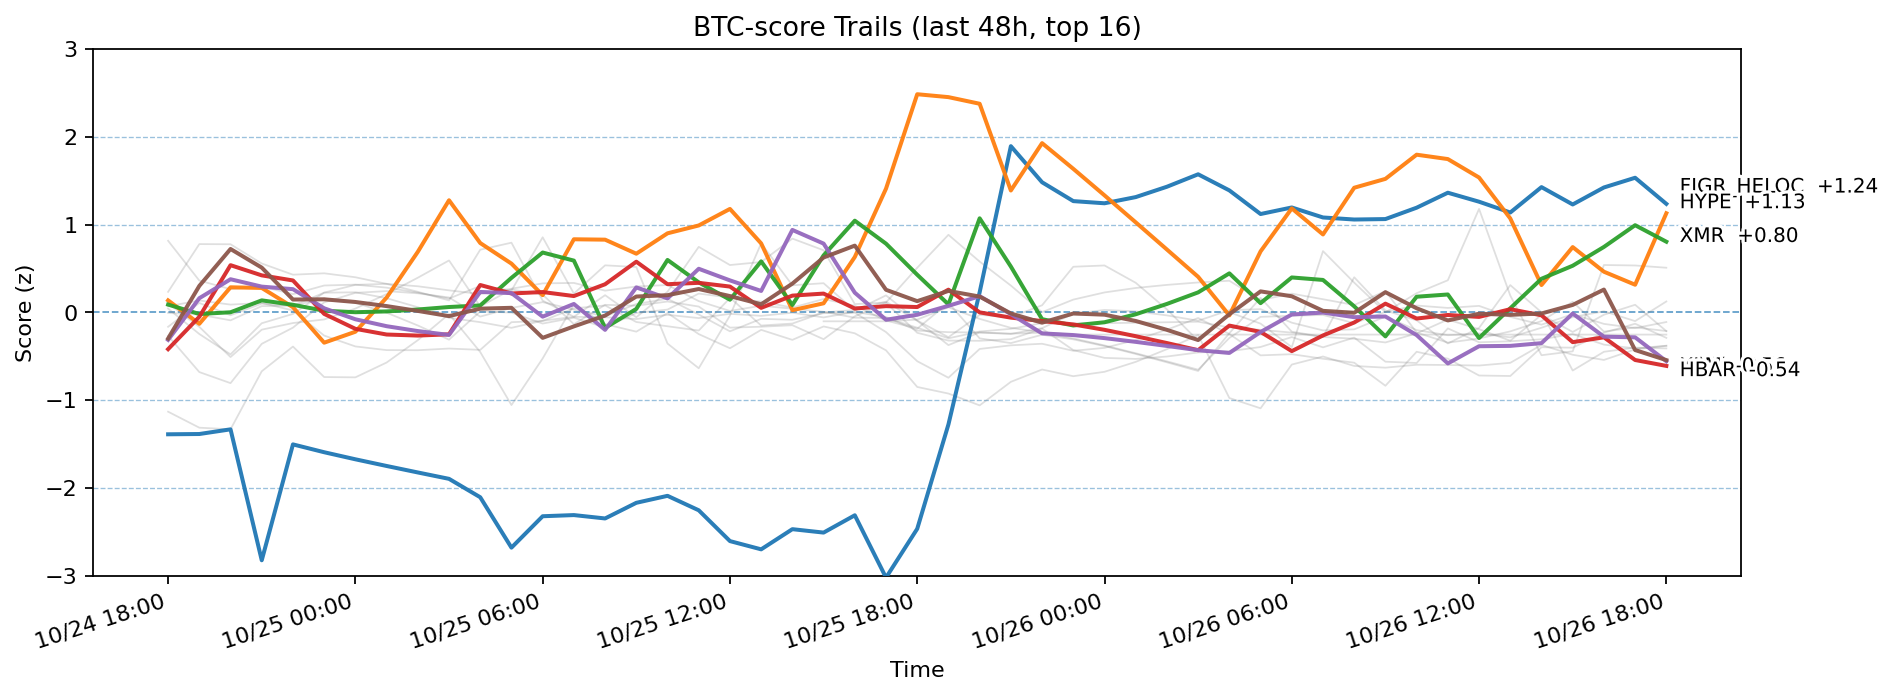 BTC-score Trails (last 48h, top 16)
Score (z)
3
2
1
0
−1
−2
−3
FIGR_HELOC +1.24
HYPE +1.13
XMR +0.80
HBAR -0.54
10/24 18:00
10/25 00:00
10/25 06:00
10/25 12:00
10/25 18:00
10/26 00:00
10/26 06:00
10/26 12:00
10/26 18:00
Time